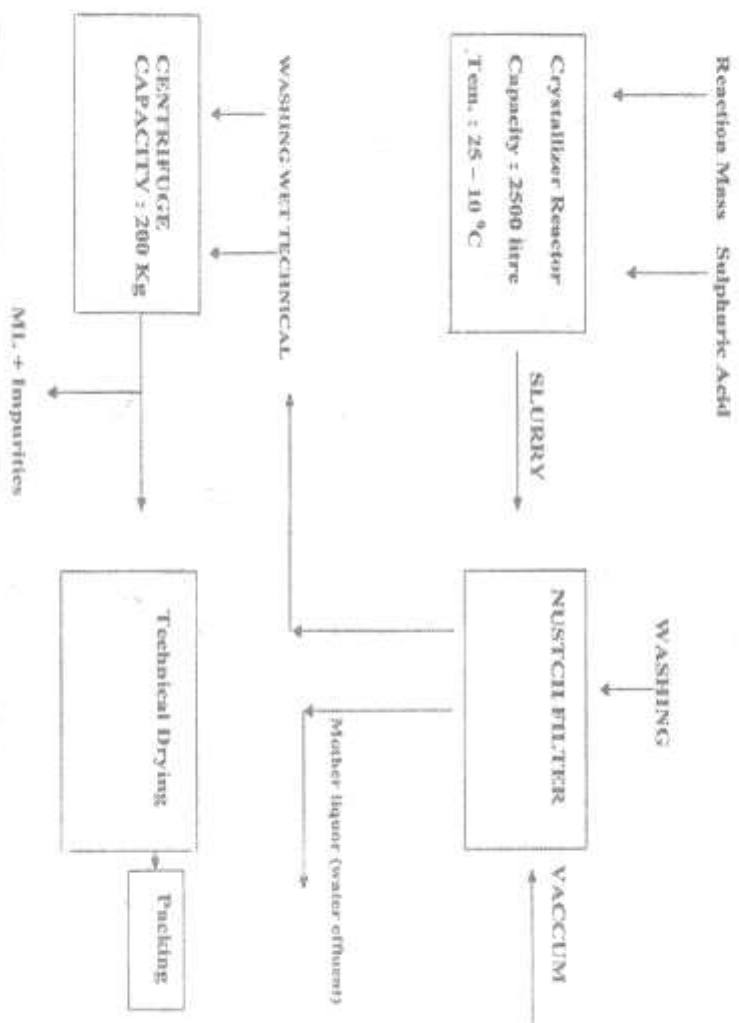 Reaction Mass
Sulphuric Acid
Crystallizer Reactor
Capacity : 2500 litre
Tem. : 25 – 10 °C
SLURRY
WASHING
NUSTCH FILTER
VACCUM
WASHING WET TECHNICAL
Mother liquor (water effluent)
CENTRIFUGE
CAPACITY : 200 Kg
ML + Impurities
Technical Drying
Packing